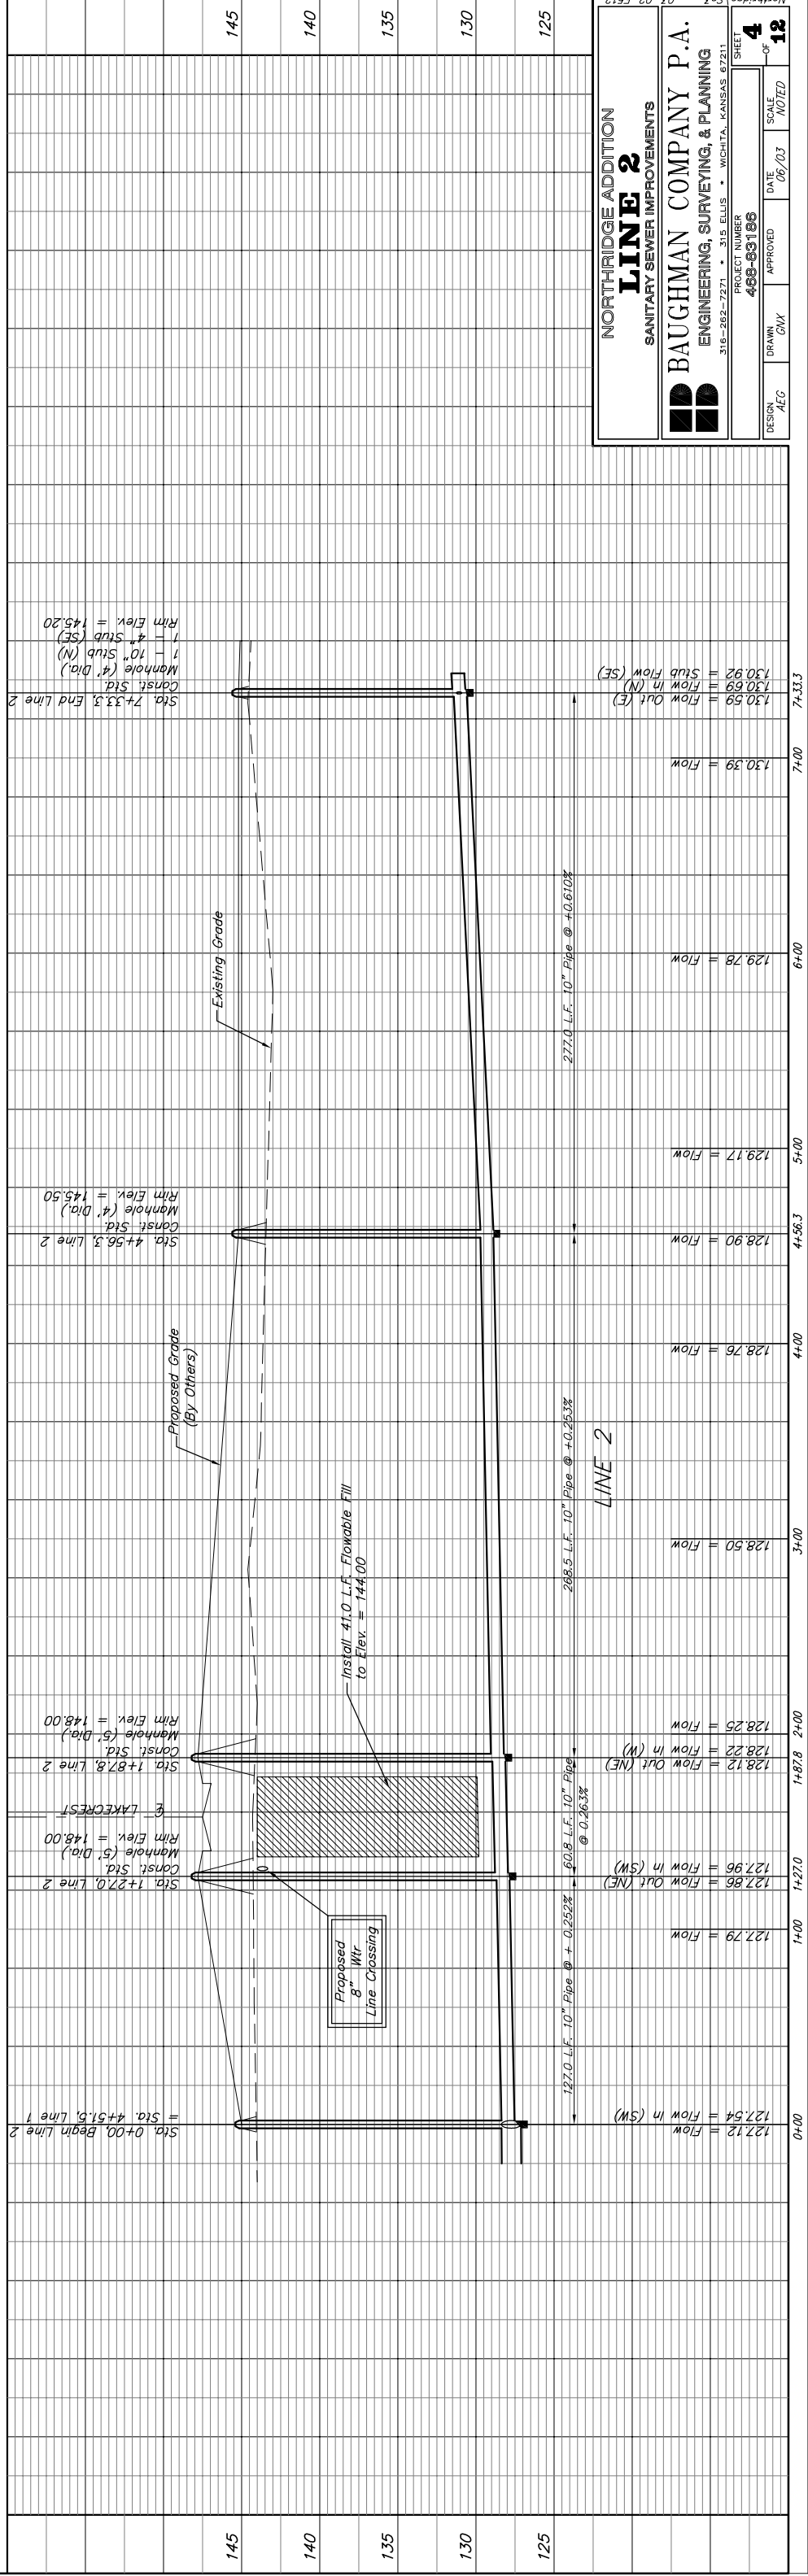 145
140
135
130
125
Sta. 0+00, Begin Line 2
= Sta. 4+51.5, Line 1
Sta. 1+27.0, Line 2
Const. Std.
Manhole (5' Dia.)
Rim Elev. = 148.00
℄ LAKECREST
Sta. 1+87.8, Line 2
Const. Std.
Manhole (5' Dia.)
Rim Elev. = 148.00
Proposed Grade
(By Others)
Sta. 4+56.3, Line 2
Const. Std.
Manhole (4' Dia.)
Rim Elev. = 145.50
Existing Grade
Sta. 7+33.3, End Line 2
Const. Std.
Manhole (4' Dia.)
1 - 10" Stub (N)
1 - 4" Stub (SE)
Rim Elev. = 145.20
Proposed
8" Wtr
Line Crossing
Install 41.0 L.F. Flowable Fill
to Elev. = 144.00
127.0 L.F. 10" Pipe @ + 0.252%
60.8 L.F. 10" Pipe
@ 0.263%
268.5 L.F. 10" Pipe @ +0.253%
277.0 L.F. 10" Pipe @ +0.610%
LINE 2
127.12 = Flow
127.54 = Flow In (SW)
127.79 = Flow
127.86 = Flow Out (NE)
127.96 = Flow In (SW)
128.12 = Flow Out (NE)
128.22 = Flow In (W)
128.25 = Flow
128.50 = Flow
128.76 = Flow
128.90 = Flow
129.17 = Flow
129.78 = Flow
130.39 = Flow
130.59 = Flow Out (E)
130.69 = Flow In (N)
130.92 = Stub Flow (SE)
0+00
1+00
1+27.0
1+87.8
2+00
3+00
4+00
4+56.3
5+00
6+00
7+00
7+33.3
145
140
135
130
125
NORTHRIDGE ADDITION
LINE 2
SANITARY SEWER IMPROVEMENTS
BAUGHMAN COMPANY P.A.
ENGINEERING, SURVEYING, & PLANNING
316-262-7271 * 315 ELLIS * WICHITA, KANSAS 67211
PROJECT NUMBER
468-83186
SHEET
4
OF
12
DESIGN
AEG
DRAWN
GNX
APPROVED
DATE
06/03
SCALE
NOTED